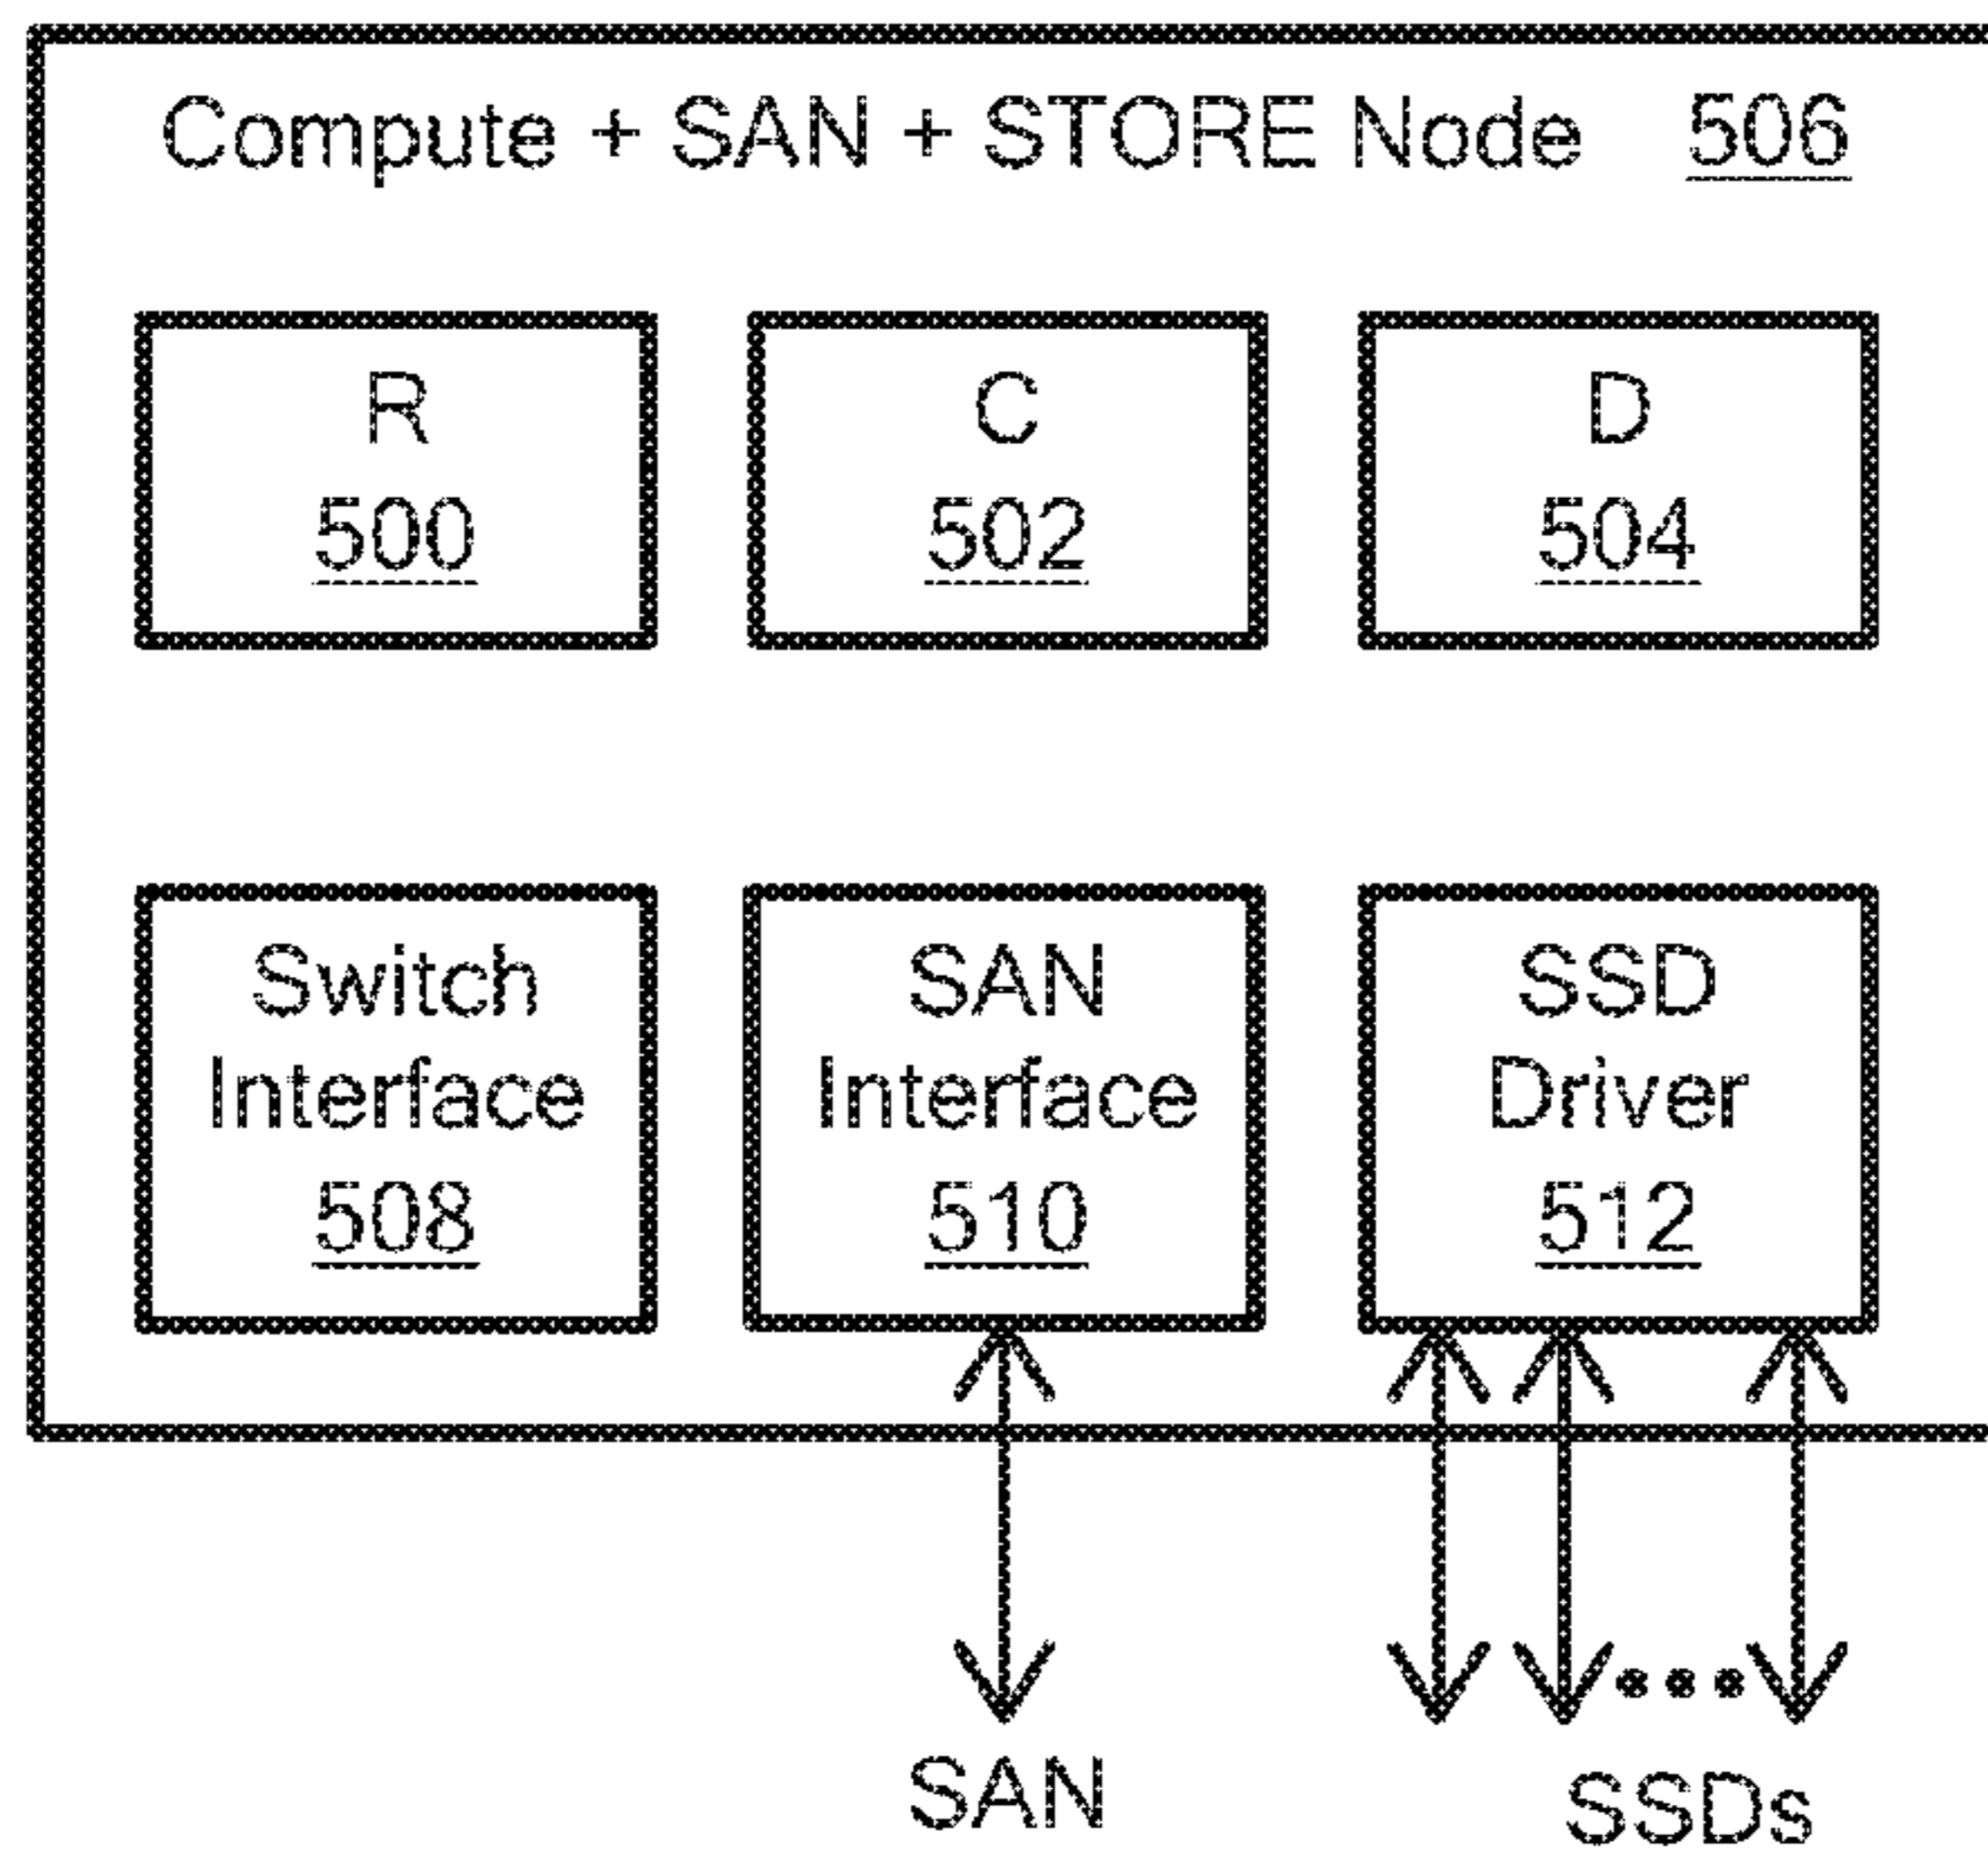 Compute + SAN + STORE Node 506
R
500
C
502
D
504
Switch
Interface
508
SAN
Interface
510
SSD
Driver
512
SAN
SSDs